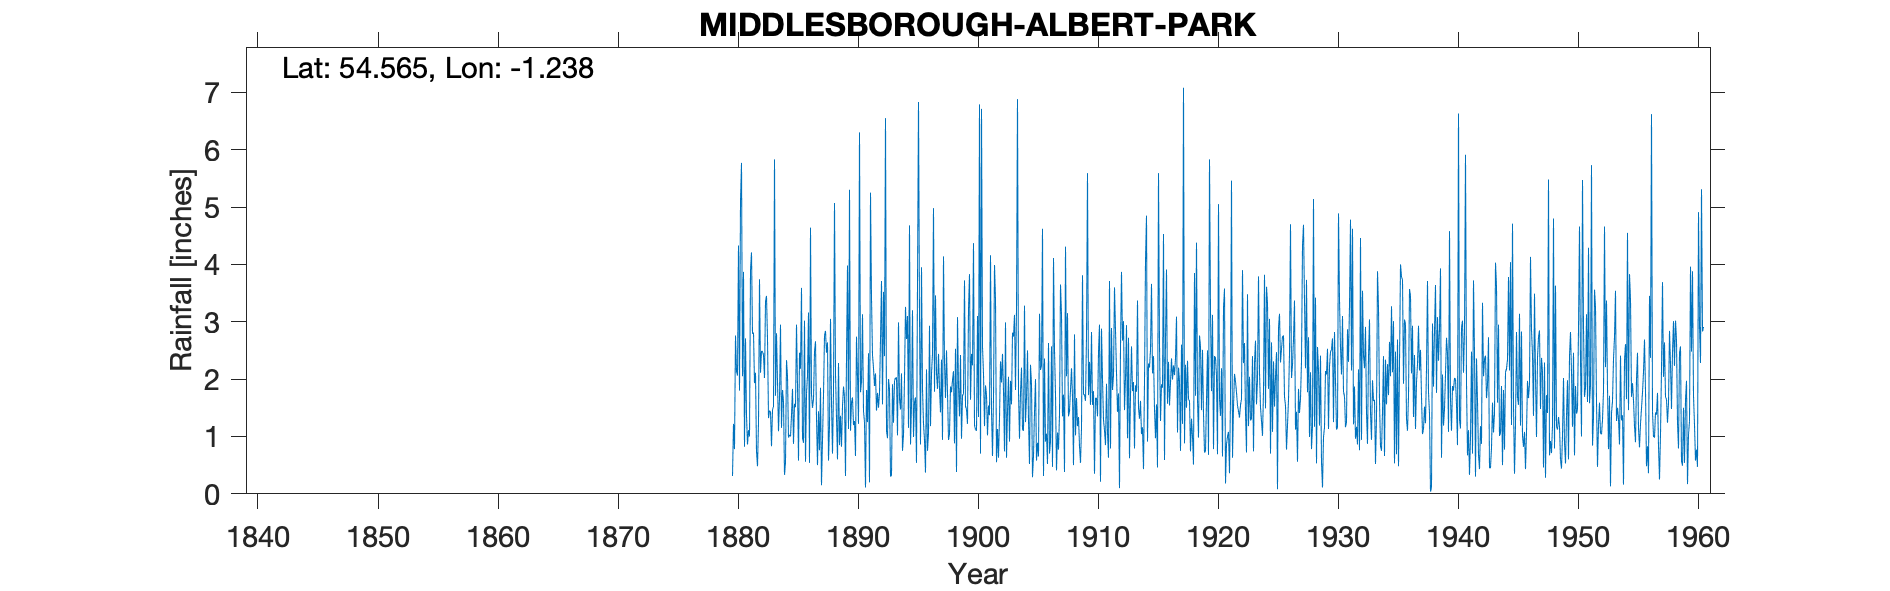 MIDDLESBOROUGH-ALBERT-PARK
Lat: 54.565, Lon: -1.238
7
6
5
4
3
2
1
0
Rainfall [inches]
1840 1850 1860 1870 1880 1890 1900 1910 1920 1930 1940 1950 1960
Year